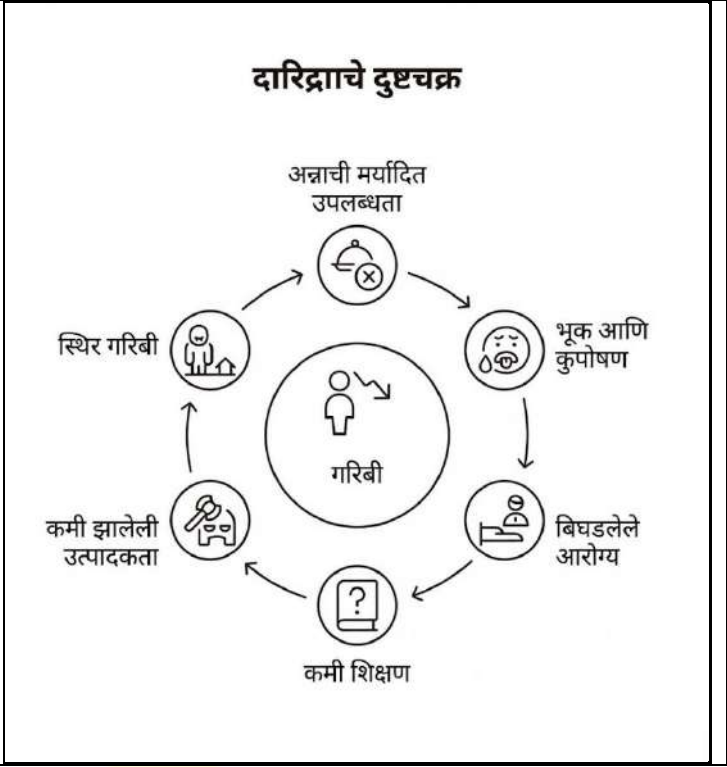 दारिद्रााचे दुष्टचक्र
अन्नाची मर्यादित
उपलब्धता
भूक आणि
कुपोषण
बिघडलेले
आरोग्य
कमी शिक्षण
कमी झालेली
उत्पादकता
स्थिर गरिबी
गरिबी
?